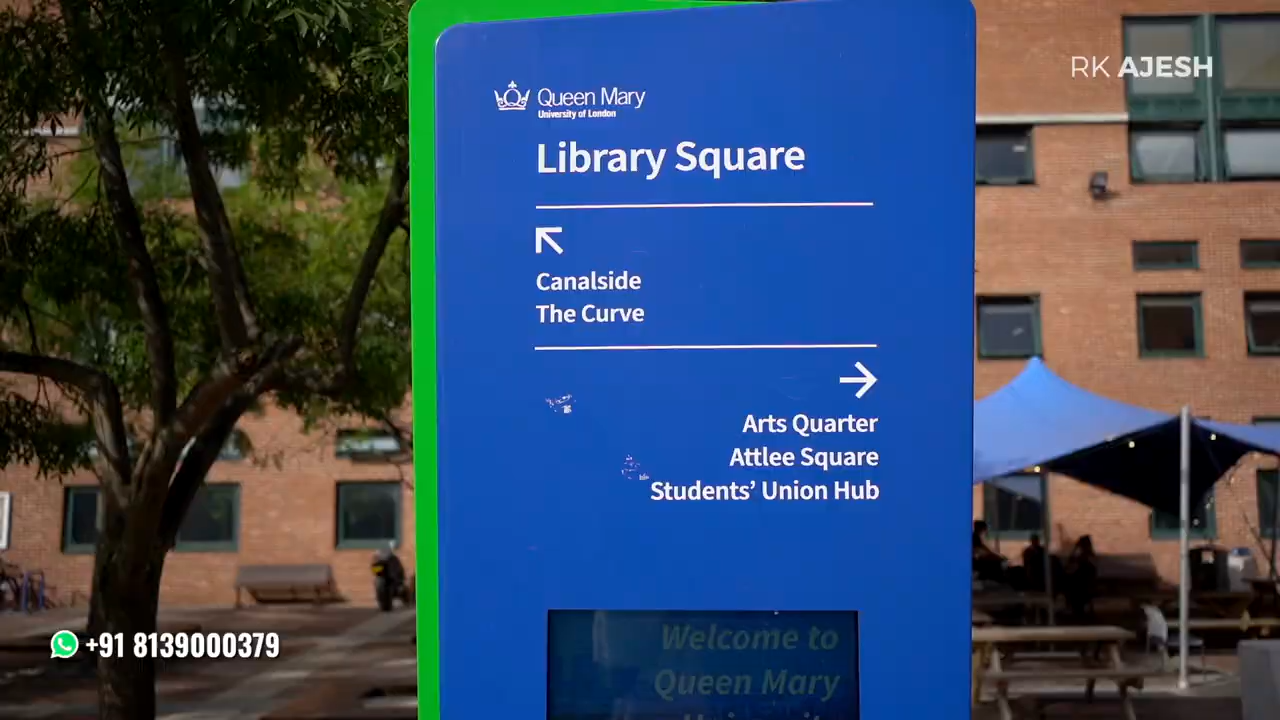 RK AJESH
Queen Mary
University of London
Library Square
Canalside
The Curve
Arts Quarter
Attlee Square
Students’ Union Hub
Welcome to
Queen Mary
+91 8139000379